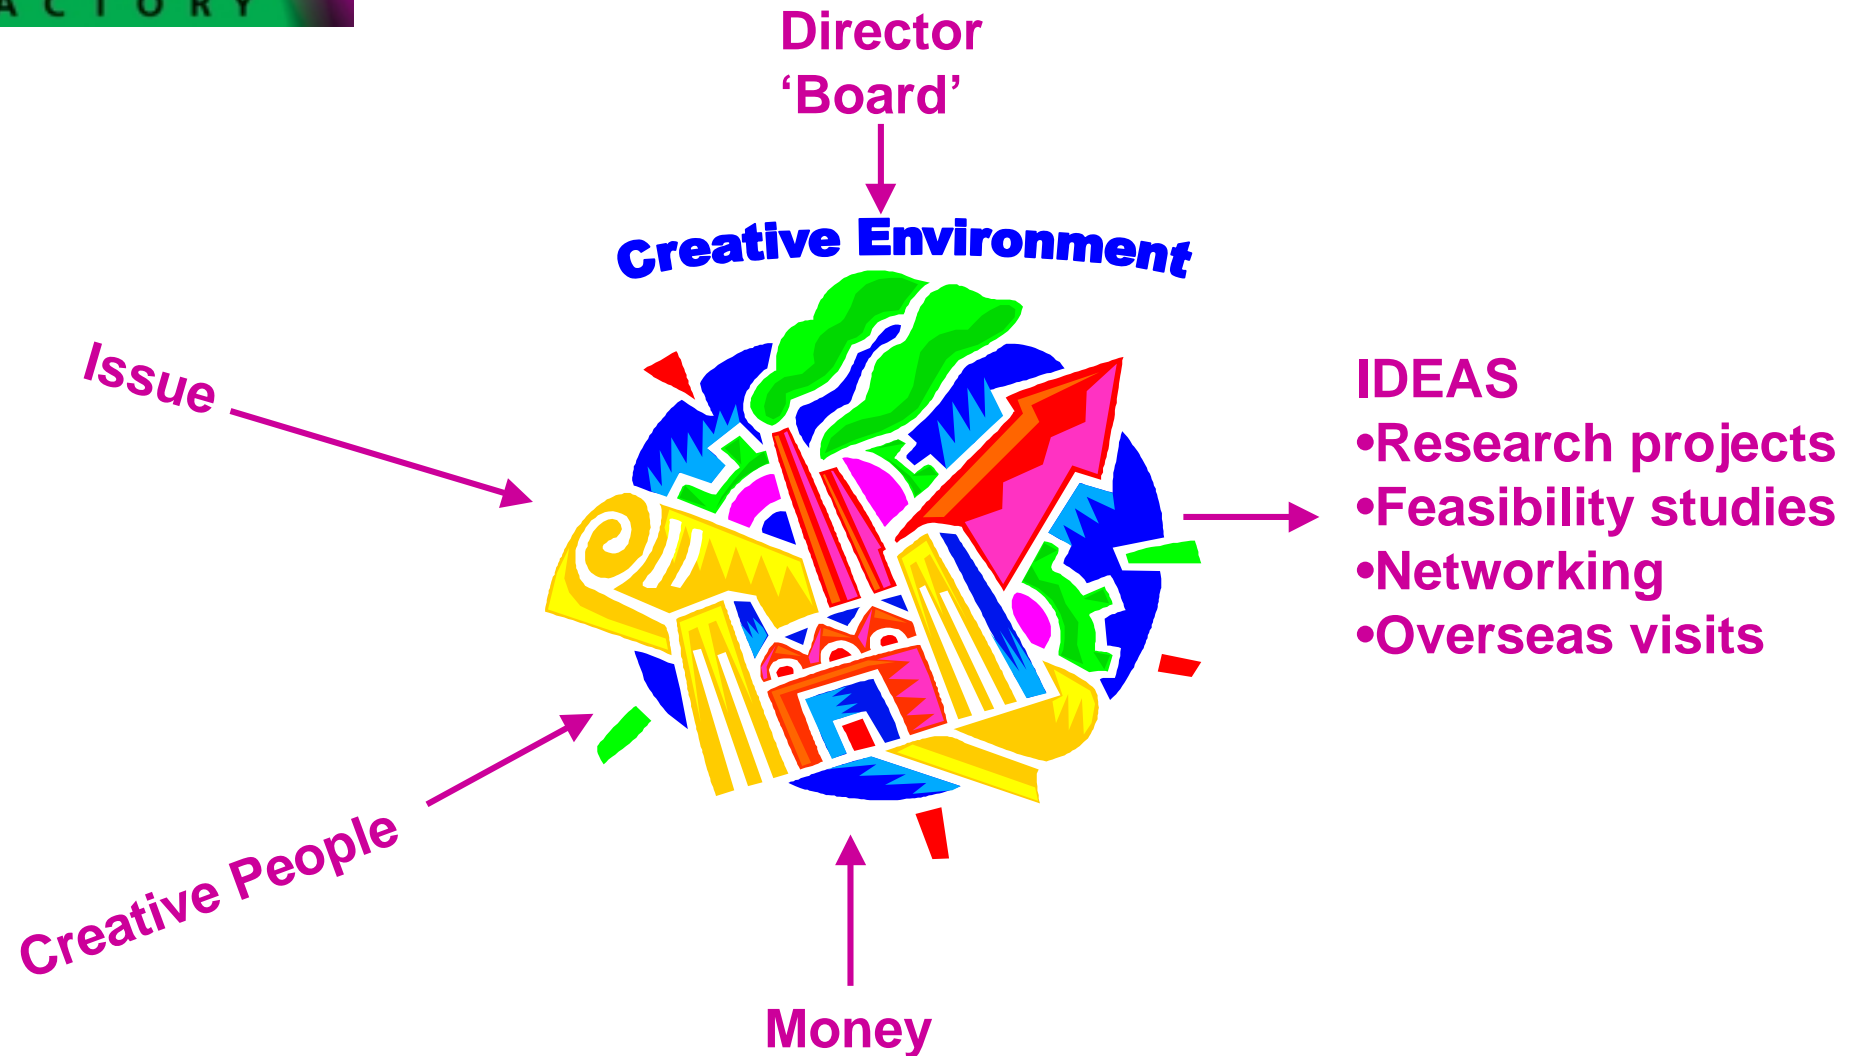 Director
‘Board’
Creative Environment
Issue
IDEAS
•Research projects
•Feasibility studies
•Networking
•Overseas visits
Creative People
Money